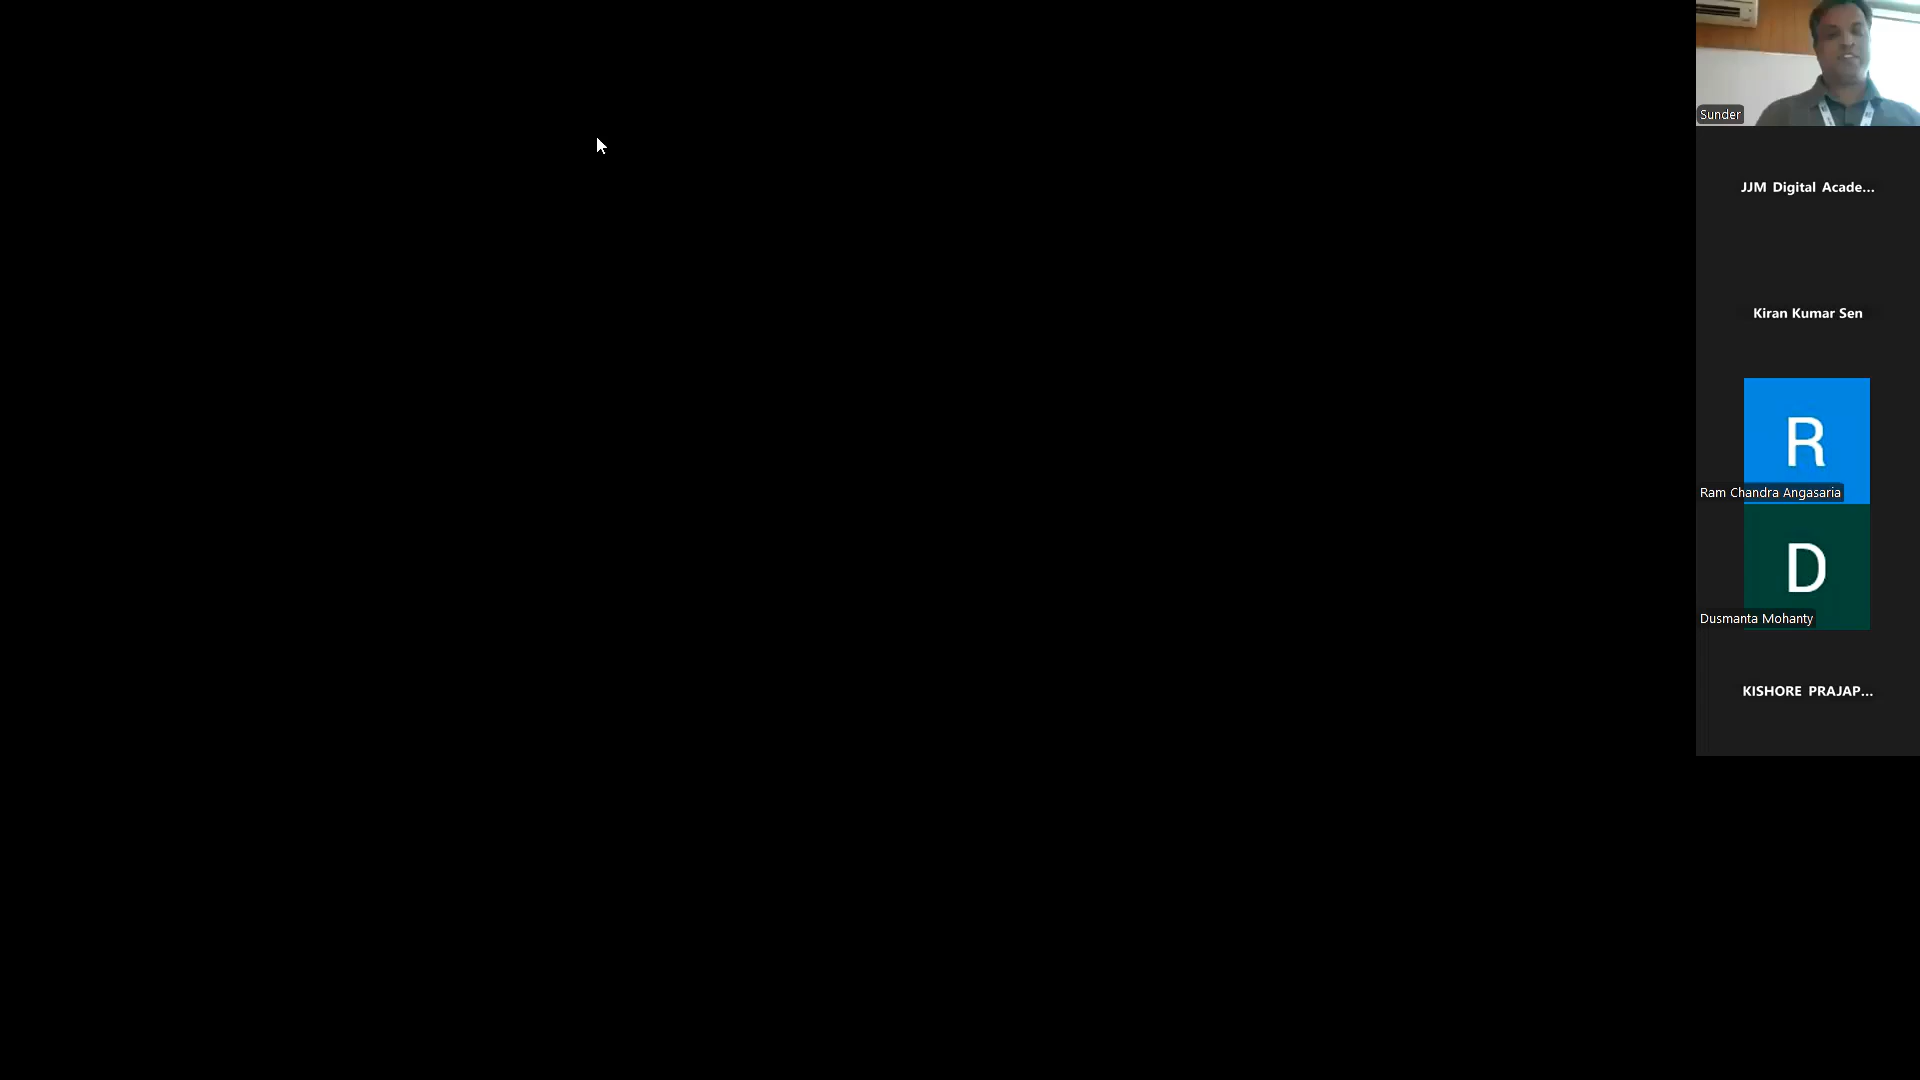 Sunder
JJM Digital Acade...
Kiran Kumar Sen
R
Ram Chandra Angasaria
D
Dusmanta Mohanty
KISHORE PRAJAP...